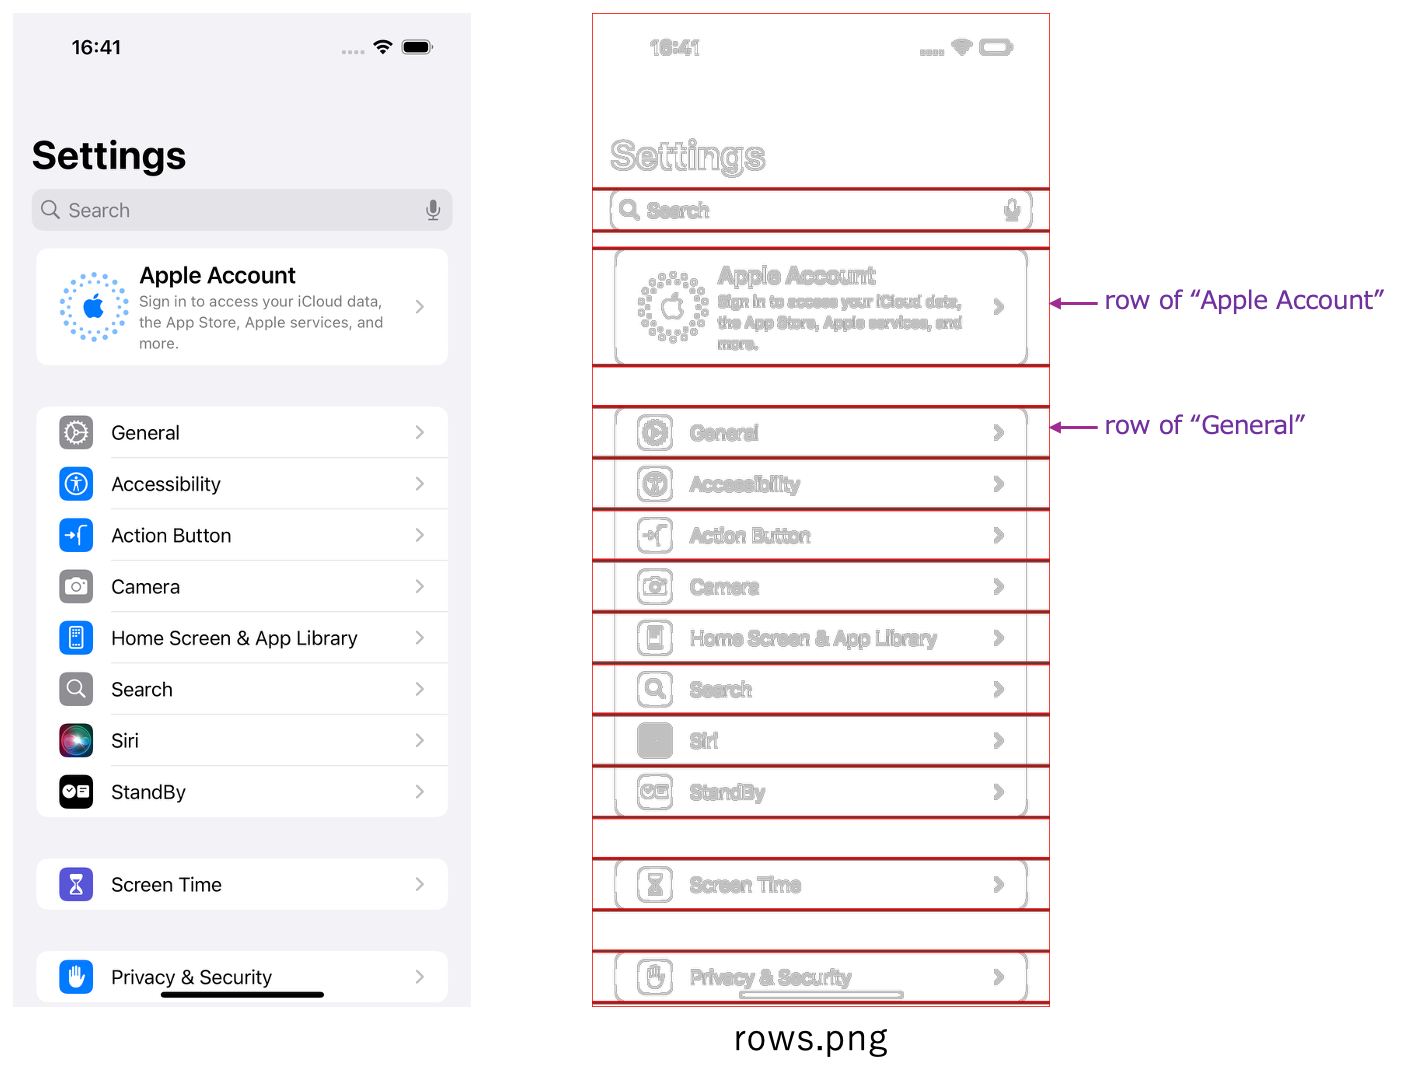 16:41
Settings
Search
Apple Account
Sign in to access your iCloud data,
the App Store, Apple services, and
more.
General
Accessibility
Action Button
Camera
Home Screen & App Library
Search
Siri
StandBy
Screen Time
Privacy & Security
16:41
Settings
Search
Apple Account
Sign in to access your iCloud data,
the App Store, Apple services, and
more.
General
Accessibility
Action Button
Camera
Home Screen & App Library
Search
Siri
StandBy
Screen Time
Privacy & Security
row of “Apple Account”
row of “General”
rows.png